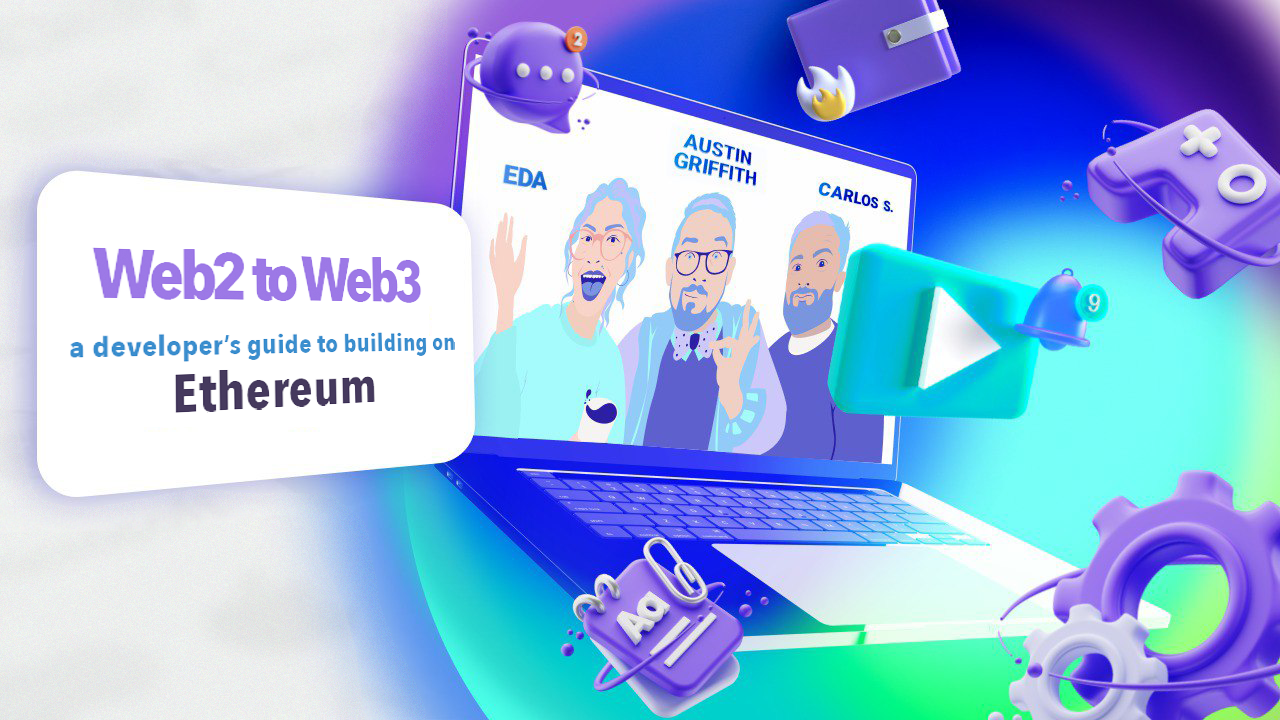 Web2 to Web3
a developer's guide to building on
Ethereum
EDA
AUSTIN
GRIFFITH
CARLOS S.
2
9
Aa